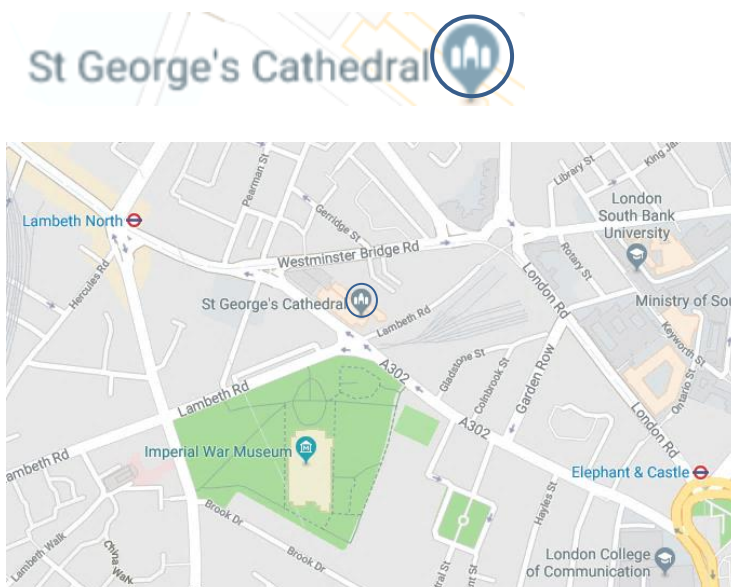 St George's Cathedral
Pearman St
Library St
London
South Bank
University
Lambeth North
Gerridge St
Westminster Bridge Rd
Rotary St
Hercules Rd
London Rd
St George's Cathedral
Lambeth Rd
Ministry of Sou
Keyworth St
Gladstone St
Colnbrook St
Garden Row
A302
Ontario St
Lambeth Rd
London Rd
A302
ambeth Rd
Imperial War Museum
Elephant & Castle
Hayles St
Brook Dr
Lambeth Walk
China Walk
Brook Dr
London College
of Communication